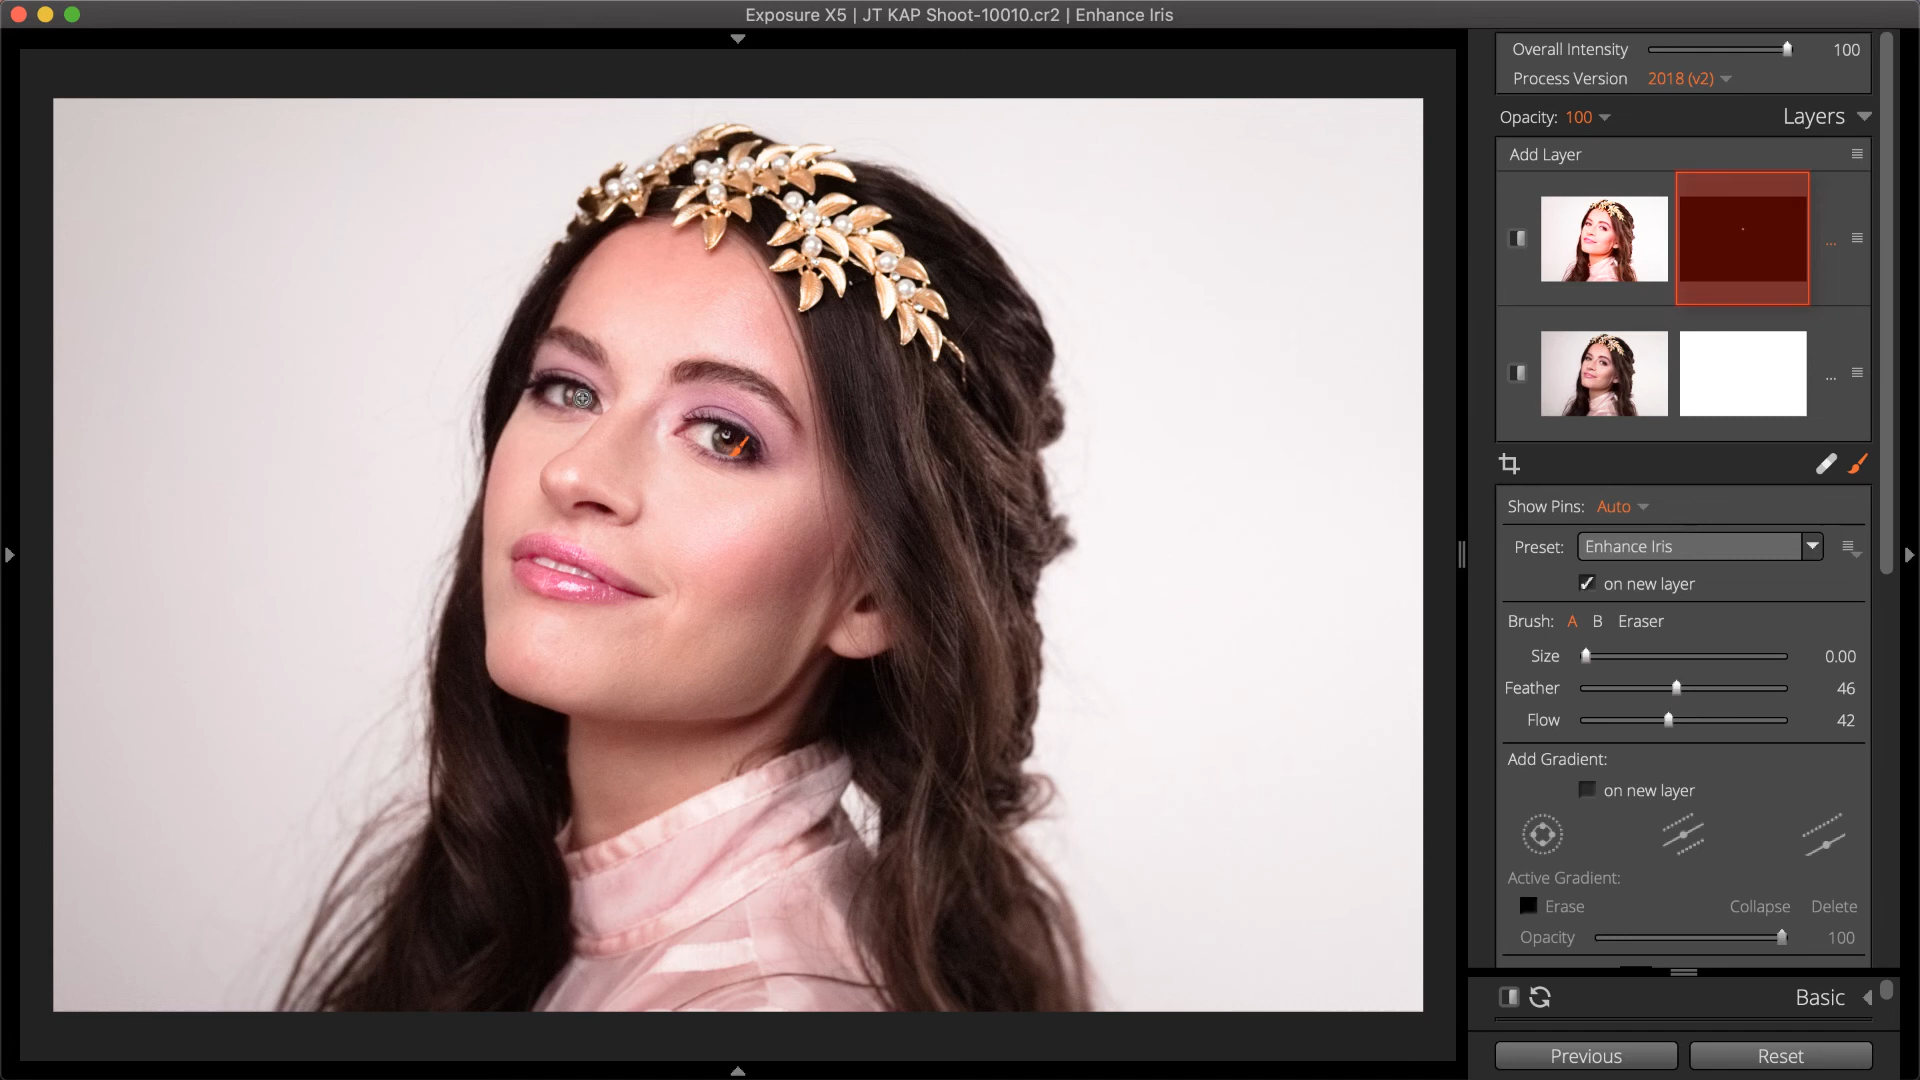 Exposure X5 | JT KAP Shoot-10010.cr2 | Enhance Iris
Overall Intensity 100
Process Version 2018 (v2)
Opacity: 100 Layers
Add Layer
...
...
Show Pins: Auto
Preset: Enhance Iris
on new layer
Brush: A B Eraser
Size 0.00
Feather 46
Flow 42
Add Gradient:
on new layer
Active Gradient:
Erase Collapse Delete
Opacity 100
Basic
Previous Reset